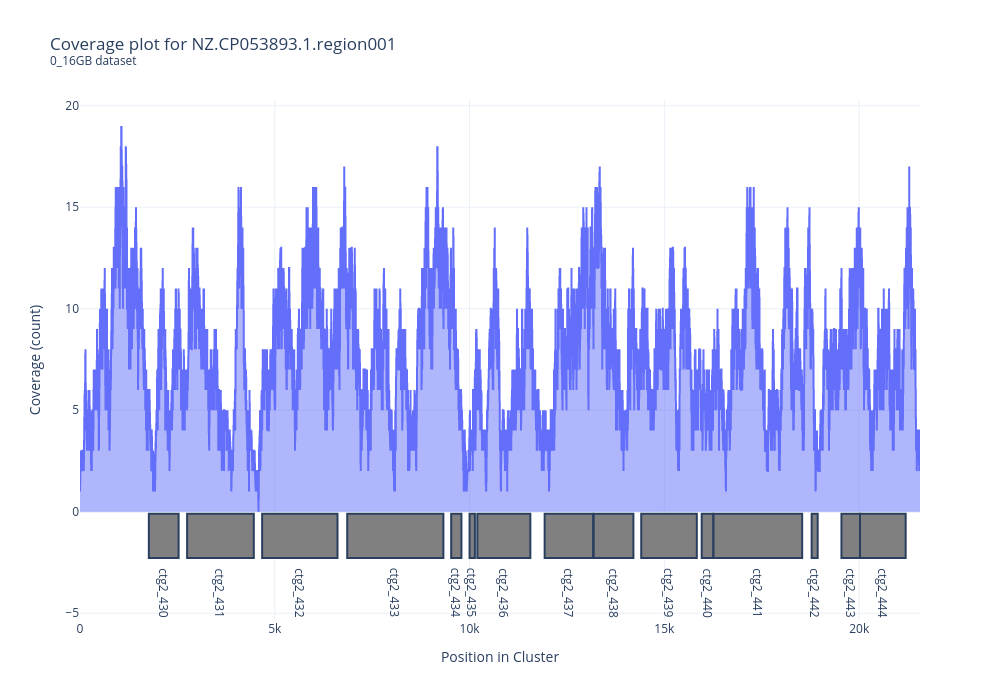 Coverage plot for NZ.CP053893.1.region001
0_16GB dataset
20
15
10
5
0
−5
Coverage (count)
ctg2_430
ctg2_431
ctg2_432
ctg2_433
ctg2_434
ctg2_435
ctg2_436
ctg2_437
ctg2_438
ctg2_439
ctg2_440
ctg2_441
ctg2_442
ctg2_443
ctg2_444
0
5k
10k
15k
20k
Position in Cluster